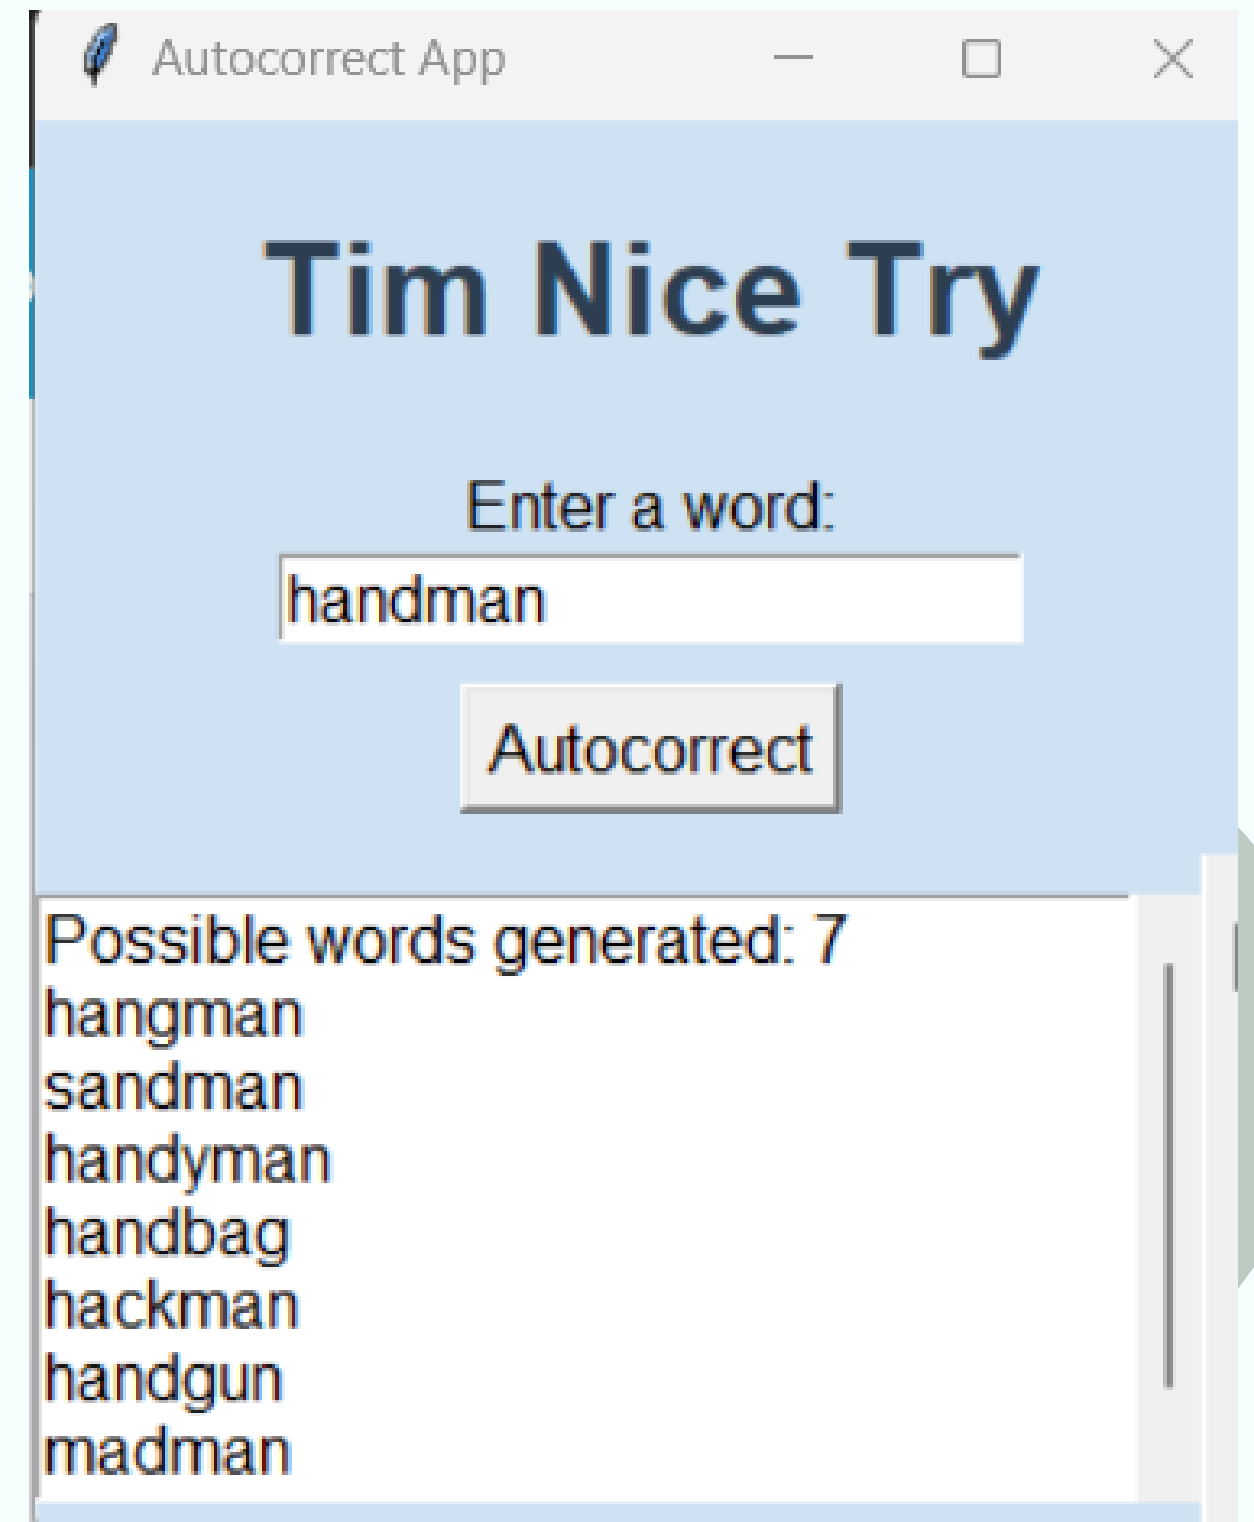 Autocorrect App
Tim Nice Try
Enter a word:
handman
Autocorrect
Possible words generated: 7
hangman
sandman
handyman
handbag
hackman
handgun
madman